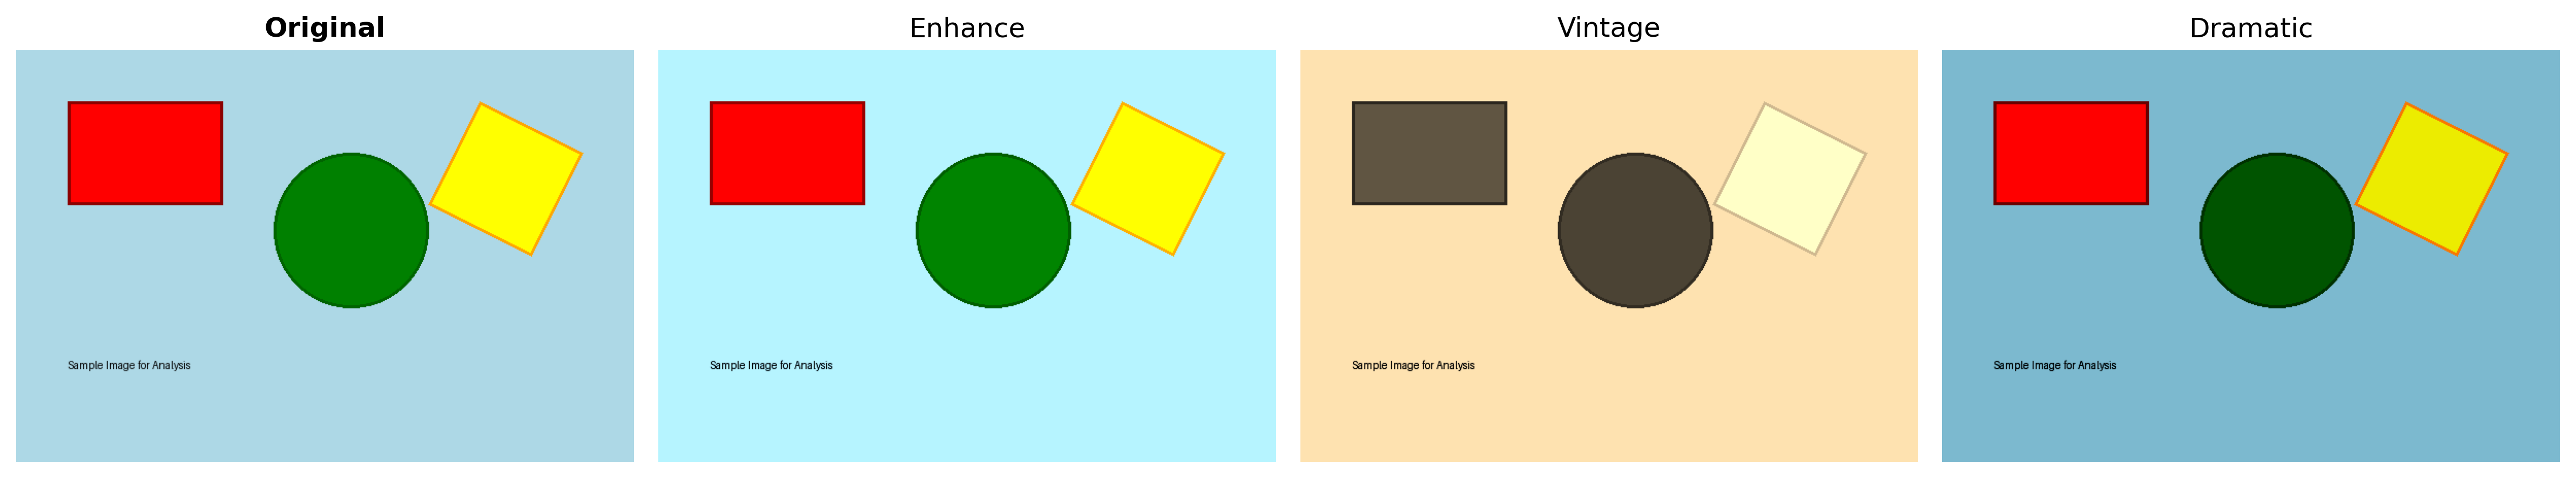 Original
Enhance
Vintage
Dramatic
Sample Image for Analysis
Sample Image for Analysis
Sample Image for Analysis
Sample Image for Analysis